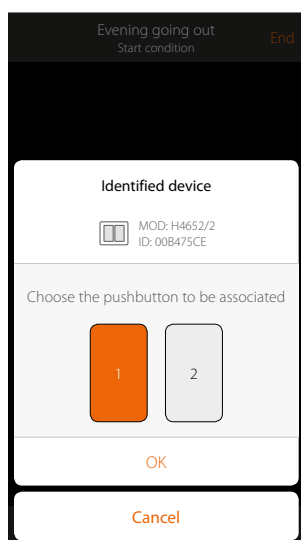 Evening going out
Start condition
End
Identified device
MOD: H4652/2
ID: 00B475CE
Choose the pushbutton to be associated
1
2
OK
Cancel